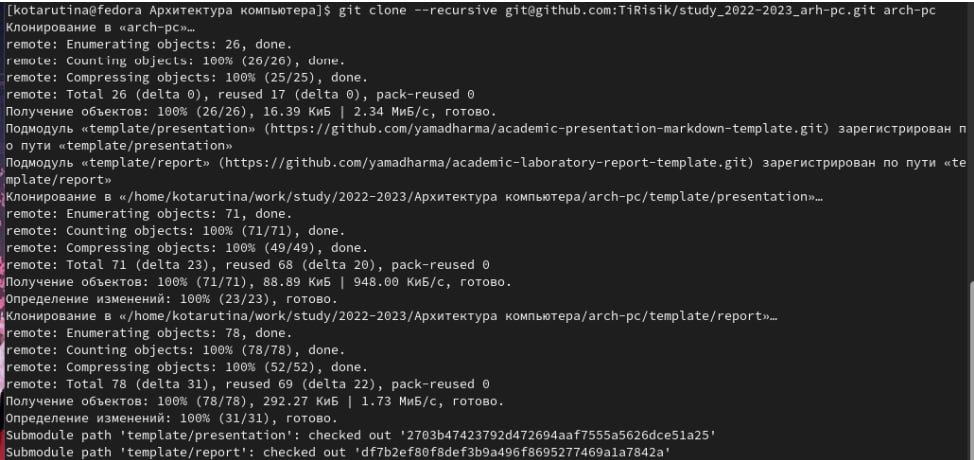 [kotarutina@fedora Архитектура компьютера]$ git clone --recursive git@github.com:TiRisik/study_2022-2023_arh-pc.git arch-pc
Клонирование в «arch-pc»…
remote: Enumerating objects: 26, done.
remote: Counting objects: 100% (26/26), done.
remote: Compressing objects: 100% (25/25), done.
remote: Total 26 (delta 0), reused 17 (delta 0), pack-reused 0
Получение объектов: 100% (26/26), 16.39 КиБ | 2.34 МиБ/с, готово.
Подмодуль «template/presentation» (https://github.com/yamadharma/academic-presentation-markdown-template.git) зарегистрирован п
о пути «template/presentation»
Подмодуль «template/report» (https://github.com/yamadharma/academic-laboratory-report-template.git) зарегистрирован по пути «te
mplate/report»
Клонирование в «/home/kotarutina/work/study/2022-2023/Архитектура компьютера/arch-pc/template/presentation»…
remote: Enumerating objects: 71, done.
remote: Counting objects: 100% (71/71), done.
remote: Compressing objects: 100% (49/49), done.
remote: Total 71 (delta 23), reused 68 (delta 20), pack-reused 0
Получение объектов: 100% (71/71), 88.89 КиБ | 948.00 КиБ/с, готово.
Определение изменений: 100% (23/23), готово.
Клонирование в «/home/kotarutina/work/study/2022-2023/Архитектура компьютера/arch-pc/template/report»…
remote: Enumerating objects: 78, done.
remote: Counting objects: 100% (78/78), done.
remote: Compressing objects: 100% (52/52), done.
remote: Total 78 (delta 31), reused 69 (delta 22), pack-reused 0
Получение объектов: 100% (78/78), 292.27 КиБ | 1.73 МиБ/с, готово.
Определение изменений: 100% (31/31), готово.
Submodule path 'template/presentation': checked out '2703b47423792d472694aaf7555a5626dce51a25'
Submodule path 'template/report': checked out 'df7b2ef80f8def3b9a496f8695277469a1a7842a'